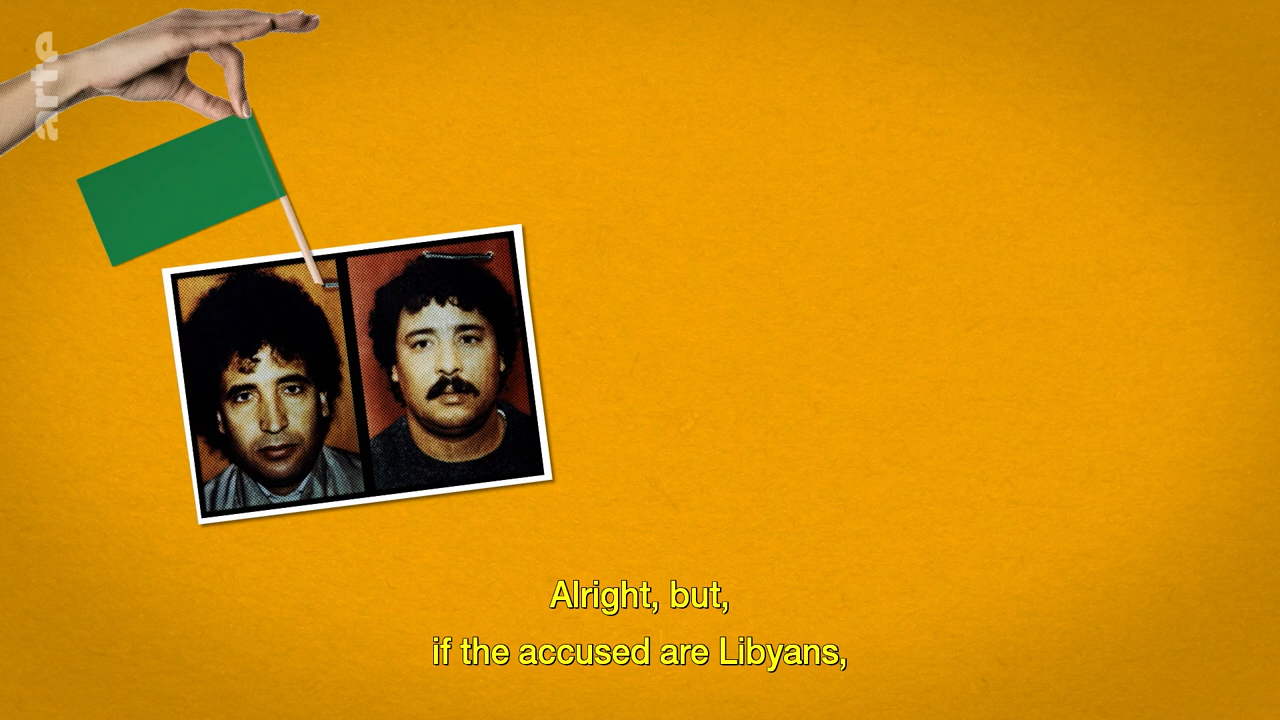 arte
Alright, but,
if the accused are Libyans,